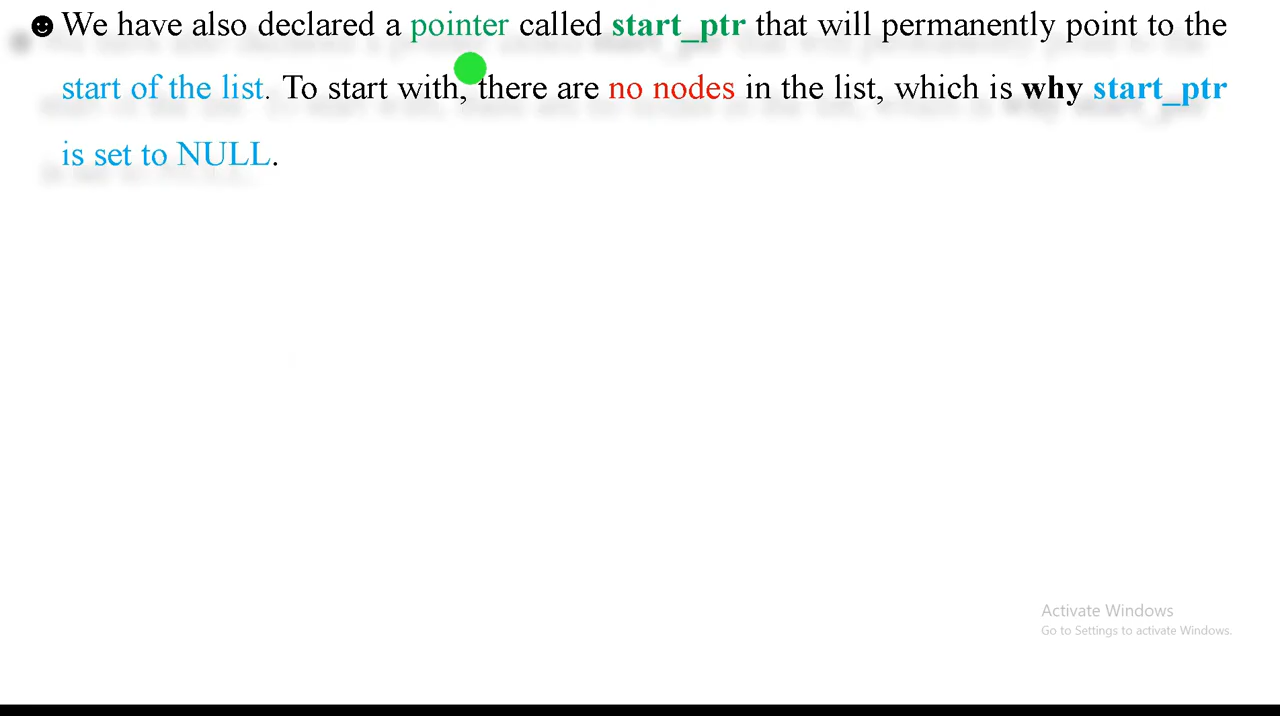 ☻We have also declared a pointer called start_ptr that will permanently point to the
start of the list. To start with, there are no nodes in the list, which is why start_ptr
is set to NULL.
Activate Windows
Go to Settings to activate Windows.